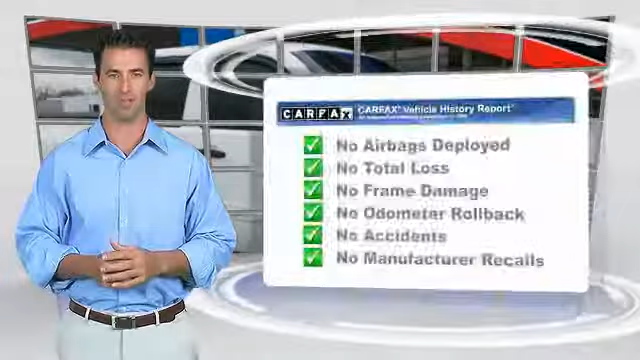 CARFAX CARFAX Vehicle History Report
No Airbags Deployed
No Total Loss
No Frame Damage
No Odometer Rollback
No Accidents
No Manufacturer Recalls